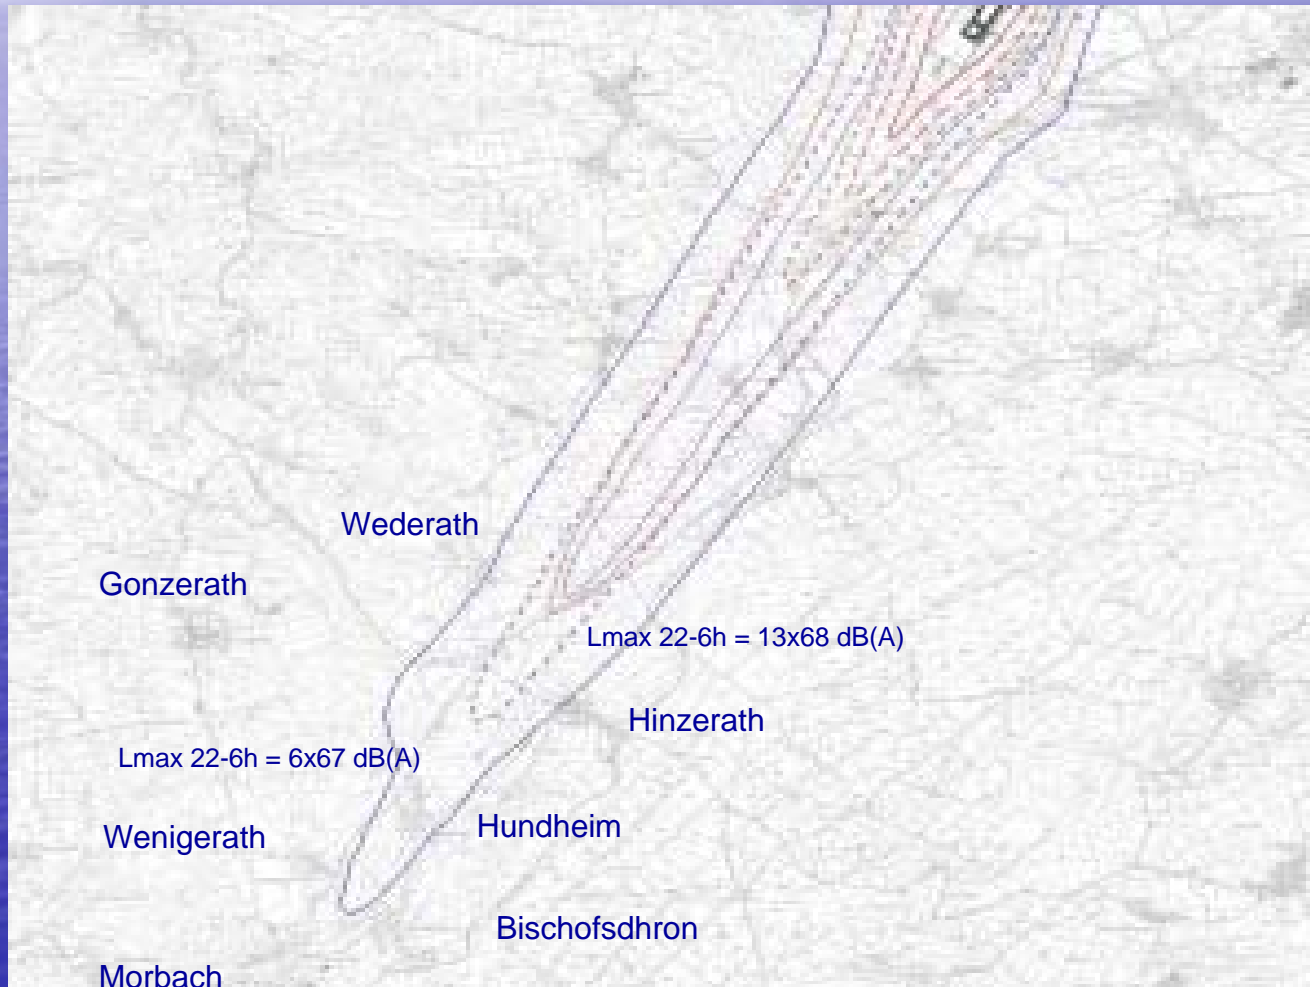 Wederath
Gonzerath
Lmax 22-6h = 13x68 dB(A)
Hinzerath
Lmax 22-6h = 6x67 dB(A)
Hundheim
Wenigerath
Bischofsdhron
Morbach